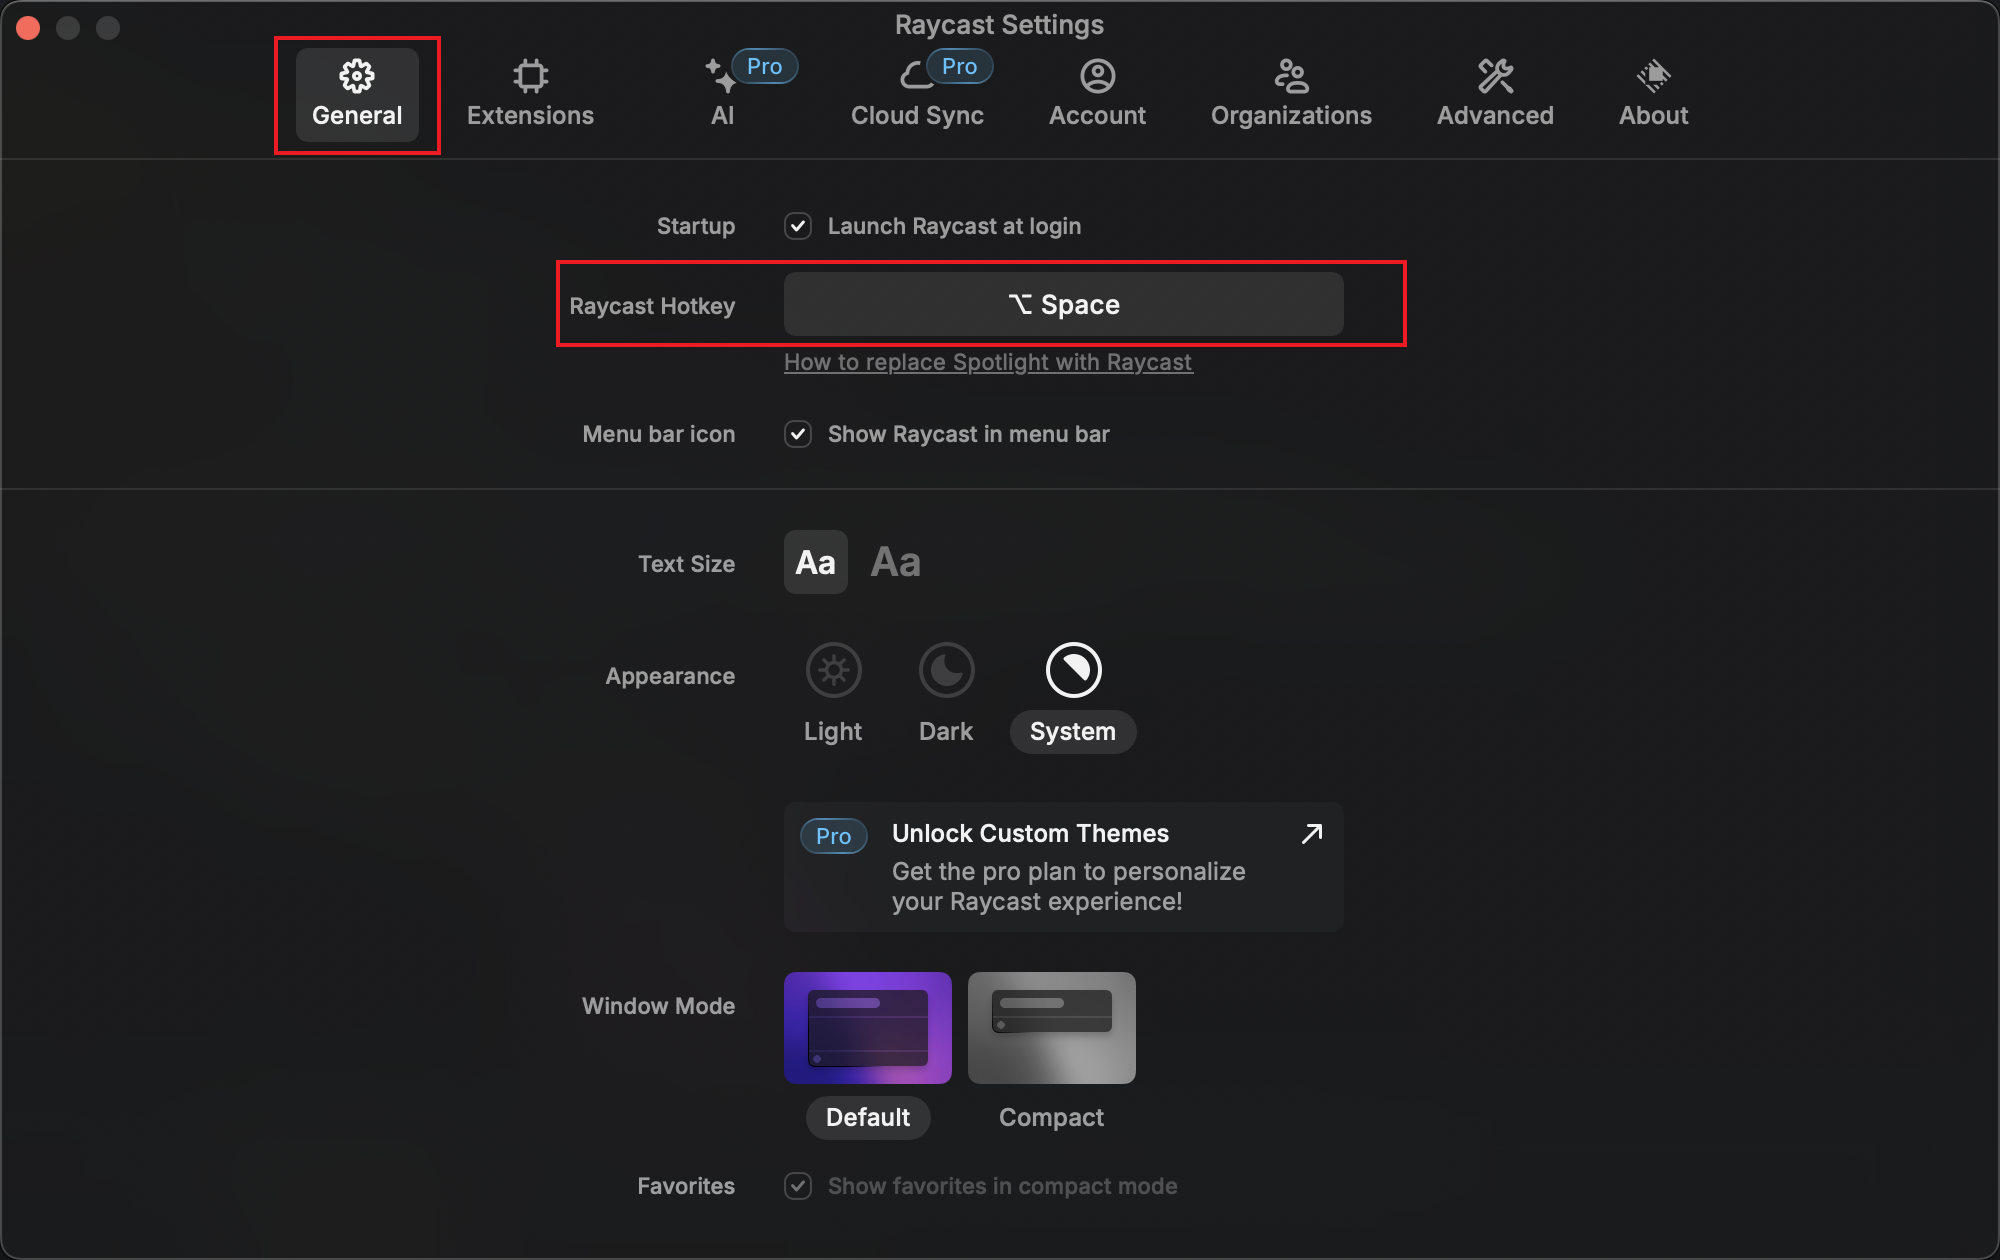 Raycast Settings
General
Extensions
Pro
AI
Pro
Cloud Sync
Account
Organizations
Advanced
About
Startup
Launch Raycast at login
Raycast Hotkey
⌥ Space
How to replace Spotlight with Raycast
Menu bar icon
Show Raycast in menu bar
Text Size
Aa
Aa
Appearance
Light
Dark
System
Pro
Unlock Custom Themes
Get the pro plan to personalize
your Raycast experience!
Window Mode
Default
Compact
Favorites
Show favorites in compact mode